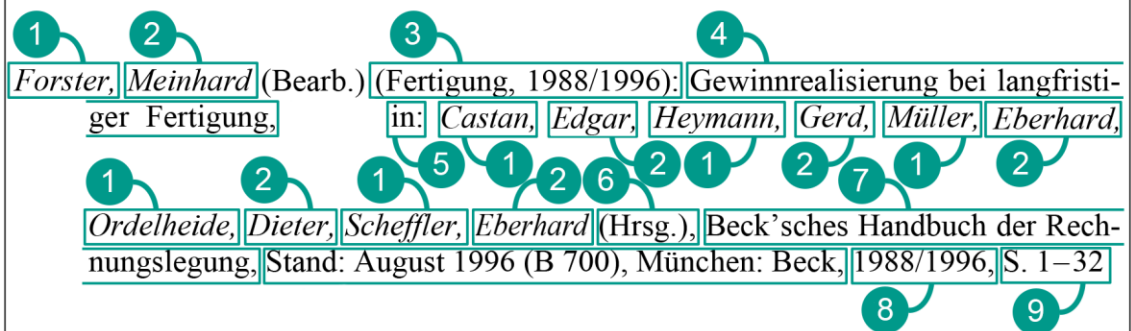 1 2 3 4
Forster, Meinhard (Bearb.) (Fertigung, 1988/1996): Gewinnrealisierung bei langfristi-
ger Fertigung, in: Castan, Edgar, Heymann, Gerd, Müller, Eberhard,
5 1 2 1 2 1 2
1 2 1 2 6 7
Ordelheide, Dieter, Scheffler, Eberhard (Hrsg.), Beck’sches Handbuch der Rech-
nungslegung, Stand: August 1996 (B 700), München: Beck, 1988/1996, S. 1–32
8 9